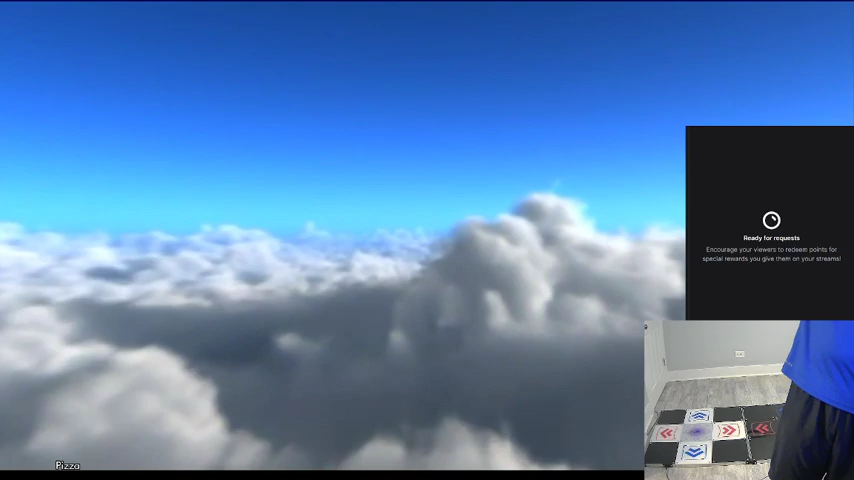 Ready for requests
Encourage your viewers to redeem points for
special rewards you give them on your streams!
Pizza